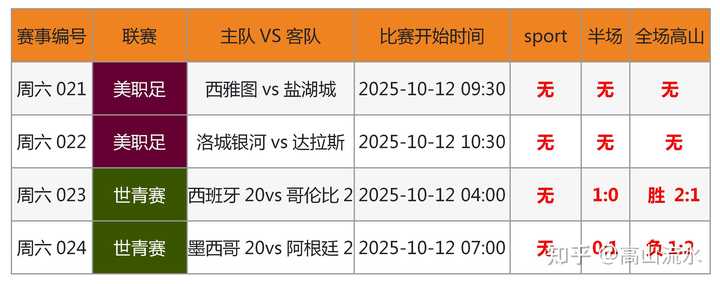 赛事编号 联赛 主队 VS 客队 比赛开始时间 sport 半场 全场高山
周六 021 美职足 西雅图 vs 盐湖城 2025-10-12 09:30 无 无 无
周六 022 美职足 洛城银河 vs 达拉斯 2025-10-12 10:30 无 无 无
周六 023 世青赛 西班牙 20vs 哥伦比 2 2025-10-12 04:00 无 1:0 胜 2:1
周六 024 世青赛 墨西哥 20vs 阿根廷 2 2025-10-12 07:00 无 0:1 负 1:2
知乎 @高山流水